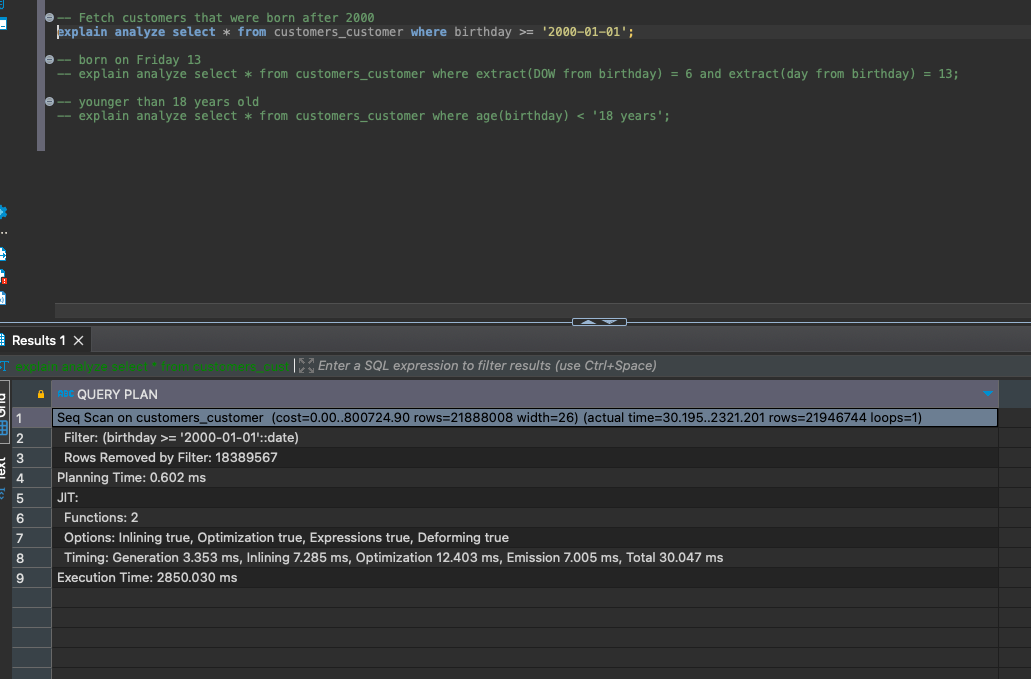 -- Fetch customers that were born after 2000
explain analyze select * from customers_customer where birthday >= '2000-01-01';
-- born on Friday 13
-- explain analyze select * from customers_customer where extract(DOW from birthday) = 6 and extract(day from birthday) = 13;
-- younger than 18 years old
-- explain analyze select * from customers_customer where age(birthday) < '18 years';
Results 1
explain analyze select * from customers_cust
Enter a SQL expression to filter results (use Ctrl+Space)
Grid
Text
ABC QUERY PLAN
1 Seq Scan on customers_customer (cost=0.00..800724.90 rows=21888008 width=26) (actual time=30.195..2321.201 rows=21946744 loops=1)
2 Filter: (birthday >= '2000-01-01'::date)
3 Rows Removed by Filter: 18389567
4 Planning Time: 0.602 ms
5 JIT:
6 Functions: 2
7 Options: Inlining true, Optimization true, Expressions true, Deforming true
8 Timing: Generation 3.353 ms, Inlining 7.285 ms, Optimization 12.403 ms, Emission 7.005 ms, Total 30.047 ms
9 Execution Time: 2850.030 ms